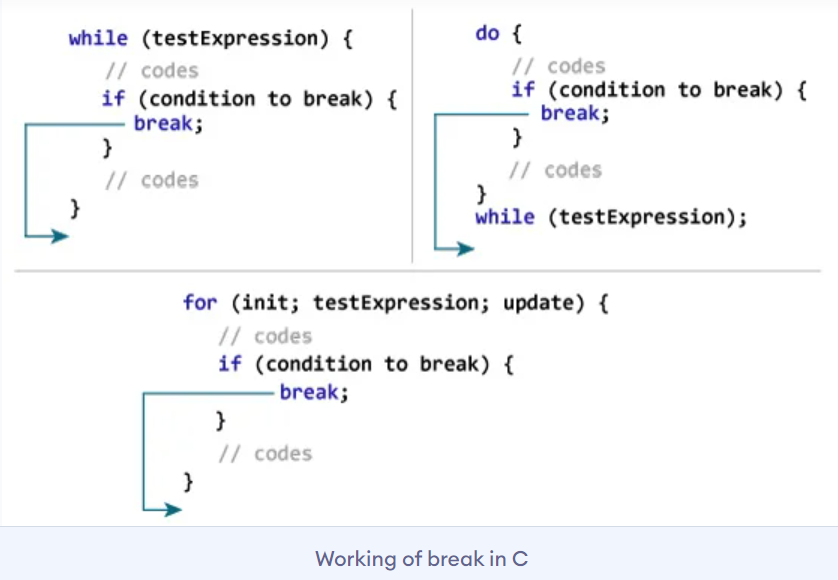 while (testExpression) {
// codes
if (condition to break) {
break;
}
// codes
}
do {
// codes
if (condition to break) {
break;
}
// codes
}
while (testExpression);
for (init; testExpression; update) {
// codes
if (condition to break) {
break;
}
// codes
}
Working of break in C